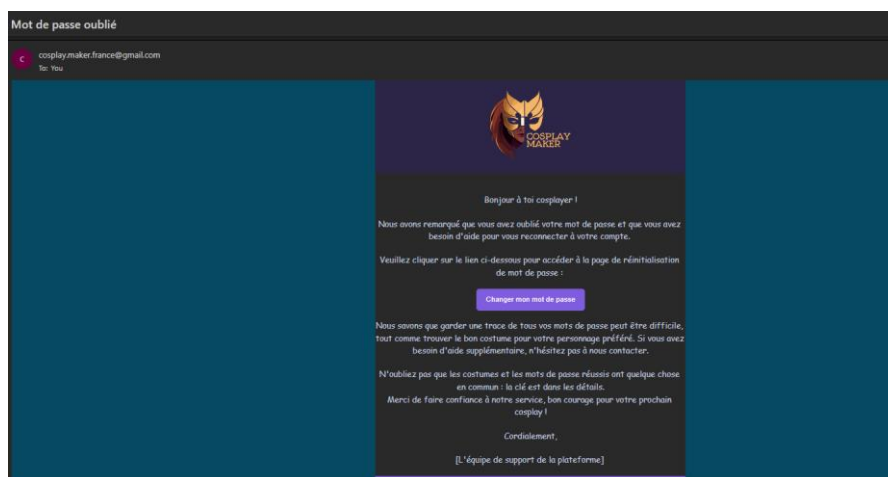 Mot de passe oublié
C
cosplay.maker.france@gmail.com
To: You
COSPLAY
MAKER
Bonjour à toi cosplayer !
Nous avons remarqué que vous avez oublié votre mot de passe et que vous avez
besoin d'aide pour vous reconnecter à votre compte.
Veuillez cliquer sur le lien ci-dessous pour accéder à la page de réinitialisation
de mot de passe :
Changer mon mot de passe
Nous savons que garder une trace de tous vos mots de passe peut être difficile,
tout comme trouver le bon costume pour votre personnage préféré. Si vous avez
besoin d'aide supplémentaire, n'hésitez pas à nous contacter.
N'oubliez pas que les costumes et les mots de passe réussis ont quelque chose
en commun : la clé est dans les détails.
Merci de faire confiance à notre service, bon courage pour votre prochain
cosplay !
Cordialement,
[L'équipe de support de la plateforme]